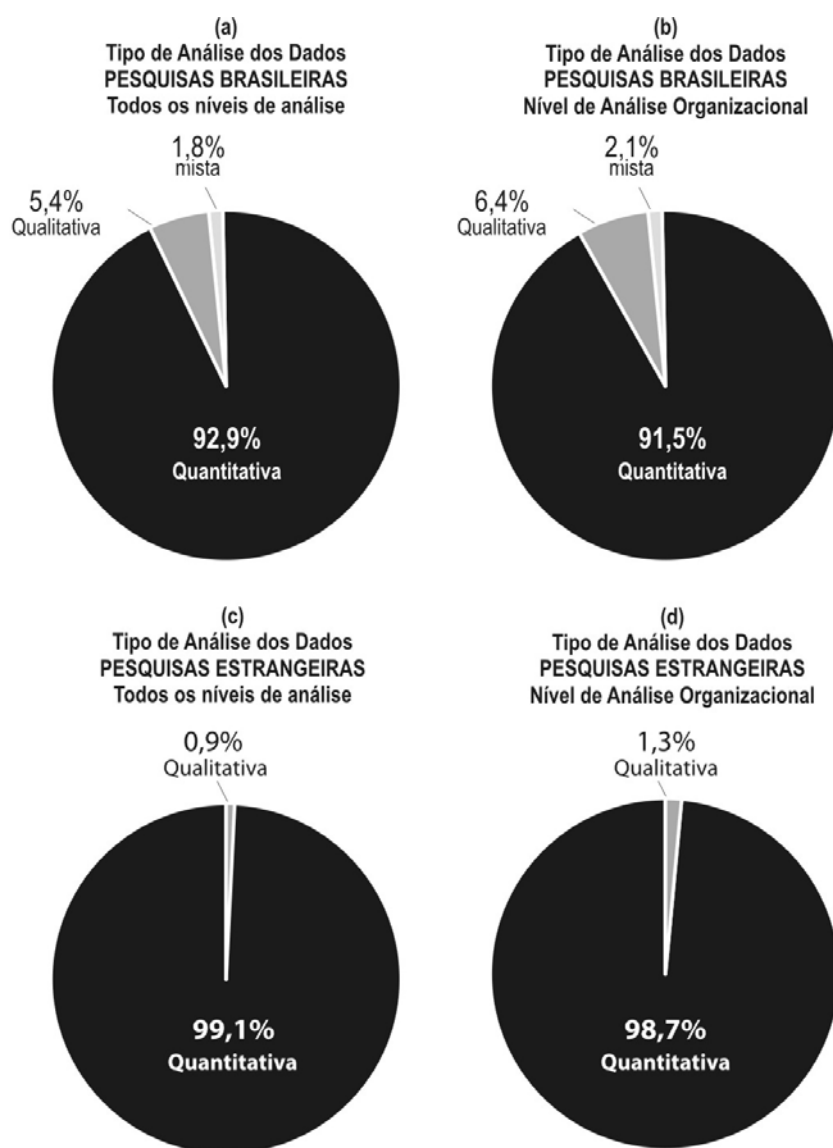 (a)
Tipo de Análise dos Dados
PESQUISAS BRASILEIRAS
Todos os níveis de análise
1,8%
mista
5,4%
Qualitativa
92,9%
Quantitativa
(b)
Tipo de Análise dos Dados
PESQUISAS BRASILEIRAS
Nível de Análise Organizacional
2,1%
mista
6,4%
Qualitativa
91,5%
Quantitativa
(c)
Tipo de Análise dos Dados
PESQUISAS ESTRANGEIRAS
Todos os níveis de análise
0,9%
Qualitativa
99,1%
Quantitativa
(d)
Tipo de Análise dos Dados
PESQUISAS ESTRANGEIRAS
Nível de Análise Organizacional
1,3%
Qualitativa
98,7%
Quantitativa